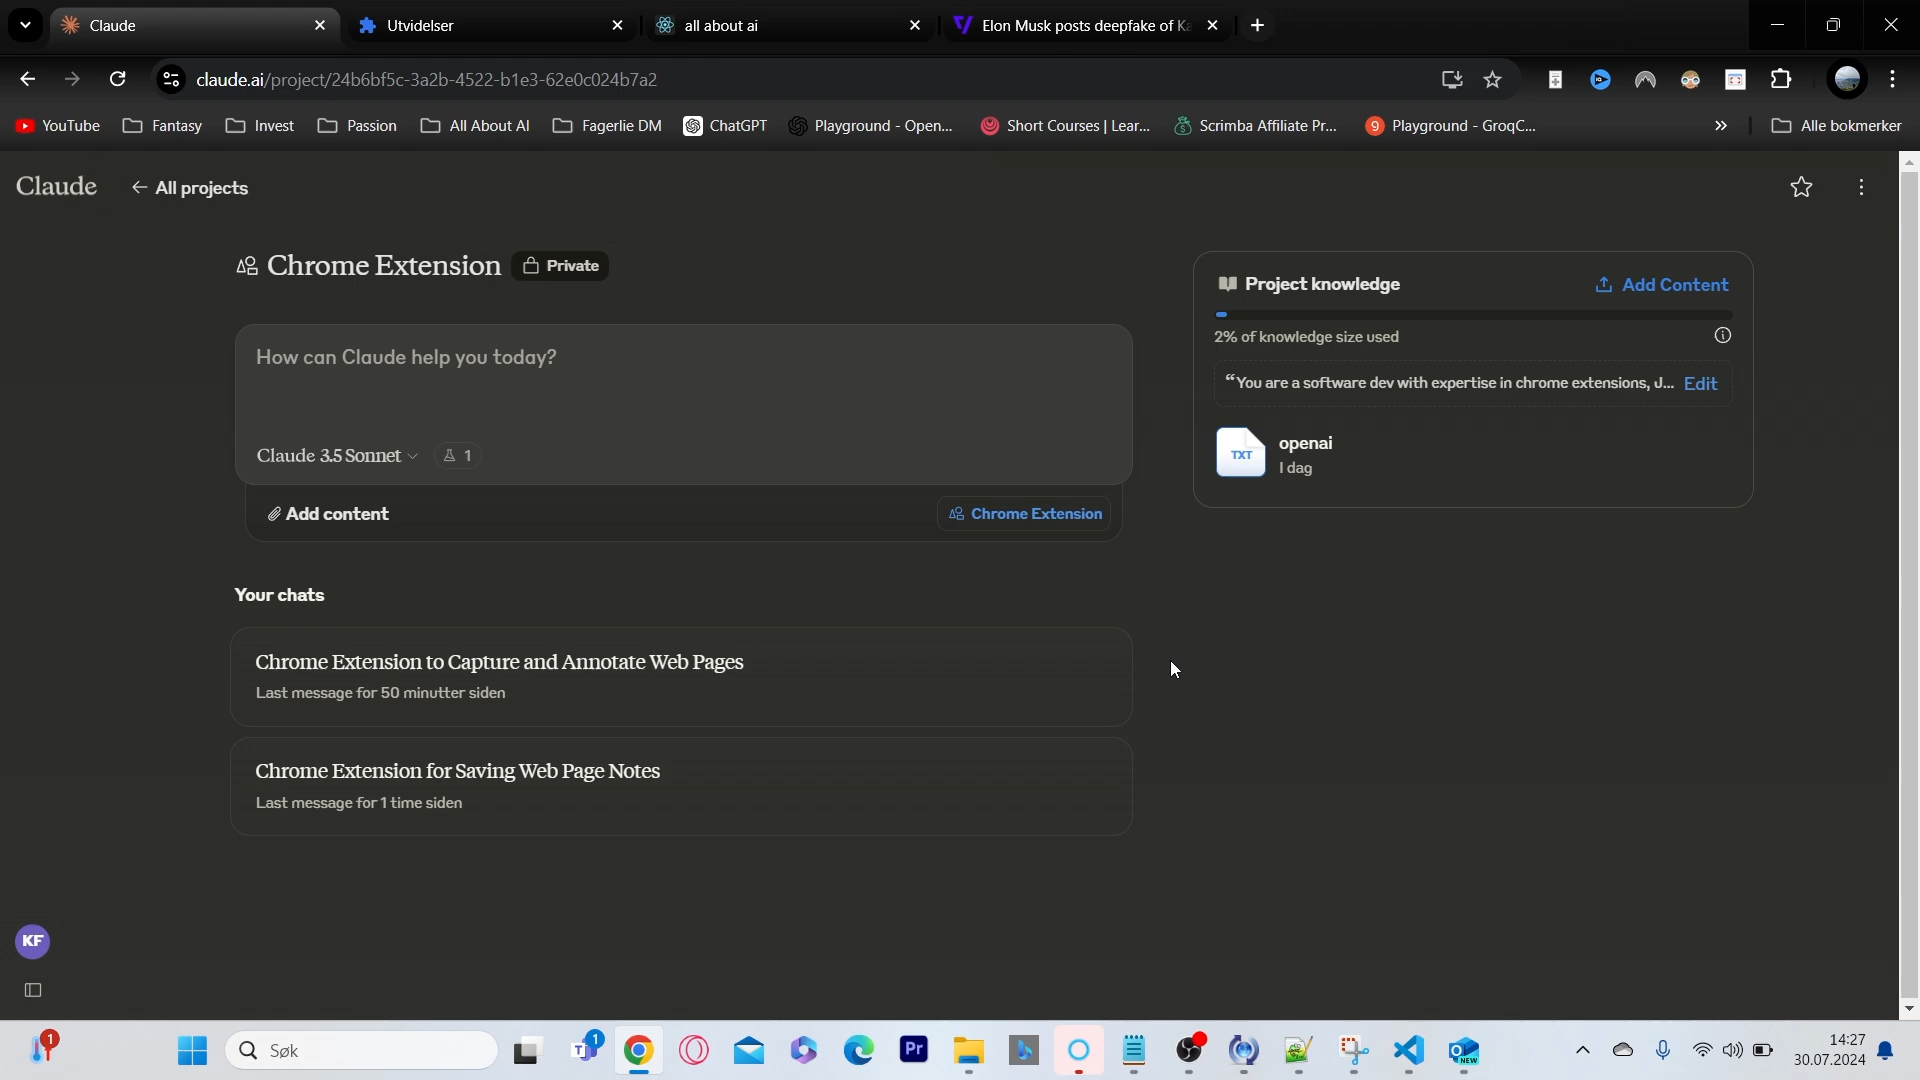 Claude
Utvidelser
all about ai
Elon Musk posts deepfake of Ka
claude.ai/project/24b6bf5c-3a2b-4522-b1e3-62e0c024b7a2
YouTube
Fantasy
Invest
Passion
All About AI
Fagerlie DM
ChatGPT
Playground - Open...
Short Courses | Lear...
Scrimba Affiliate Pr...
9
Playground - GroqC...
Alle bokmerker
Claude
All projects
Chrome Extension
Private
How can Claude help you today?
Claude 3.5 Sonnet
1
Add content
Chrome Extension
Project knowledge
Add Content
2% of knowledge size used
“You are a software dev with expertise in chrome extensions, J...
Edit
TXT
openai
I dag
Your chats
Chrome Extension to Capture and Annotate Web Pages
Last message for 50 minutter siden
Chrome Extension for Saving Web Page Notes
Last message for 1 time siden
KF
1
Søk
1
Pr
NEW
14:27
30.07.2024